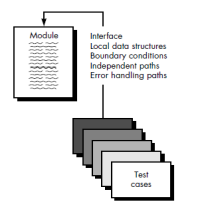 Module
Interface
Local data structures
Boundary conditions
Independent paths
Error handling paths
Test
cases